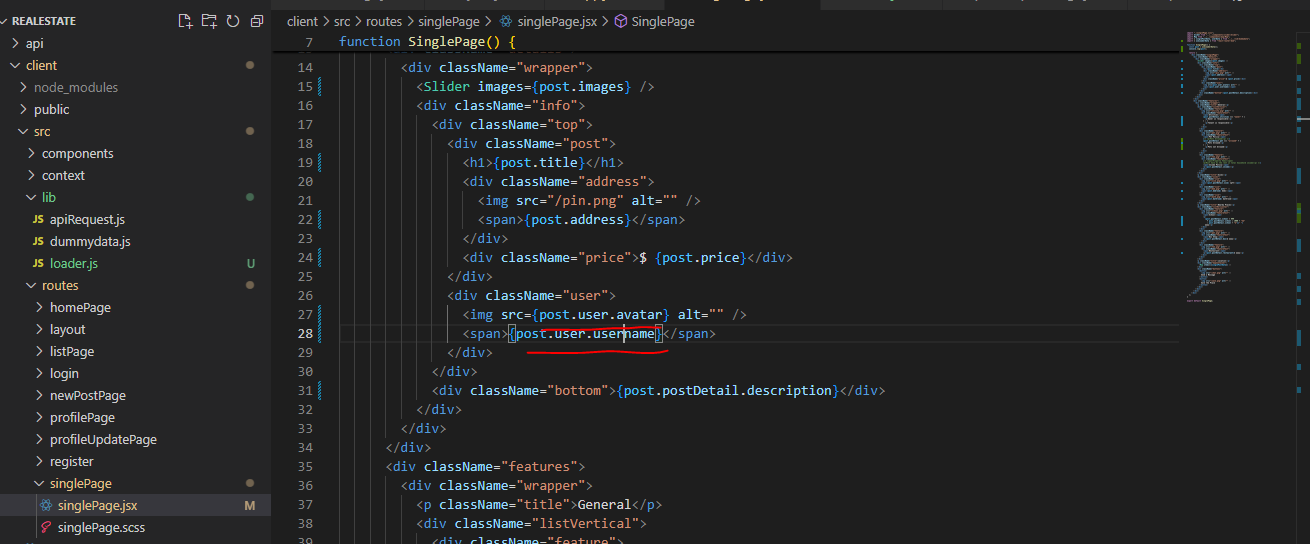 REALESTATE
api
client
node_modules
public
src
components
context
lib
JS apiRequest.js
JS dummydata.js
JS loader.js U
routes
homePage
layout
listPage
login
newPostPage
profilePage
profileUpdatePage
register
singlePage
singlePage.jsx M
singlePage.scss
client > src > routes > singlePage > singlePage.jsx > SinglePage
7 function SinglePage() {
14 <div className="wrapper">
15 <Slider images={post.images} />
16 <div className="info">
17 <div className="top">
18 <div className="post">
19 <h1>{post.title}</h1>
20 <div className="address">
21 <img src="/pin.png" alt="" />
22 <span>{post.address}</span>
23 </div>
24 <div className="price">$ {post.price}</div>
25 </div>
26 <div className="user">
27 <img src={post.user.avatar} alt="" />
28 <span>{post.user.username}</span>
29 </div>
30 </div>
31 <div className="bottom">{post.postDetail.description}</div>
32 </div>
33 </div>
34 </div>
35 <div className="features">
36 <div className="wrapper">
37 <p className="title">General</p>
38 <div className="listVertical">
39 <div className="feature">